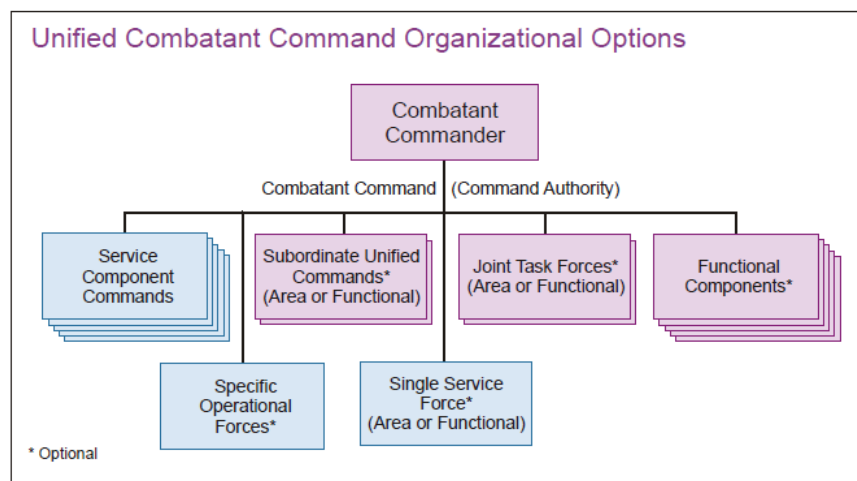 Unified Combatant Command Organizational Options
Combatant
Commander
Combatant Command (Command Authority)
Service
Component
Commands
Subordinate Unified
Commands*
(Area or Functional)
Joint Task Forces*
(Area or Functional)
Functional
Components*
Specific
Operational
Forces*
Single Service
Force*
(Area or Functional)
* Optional